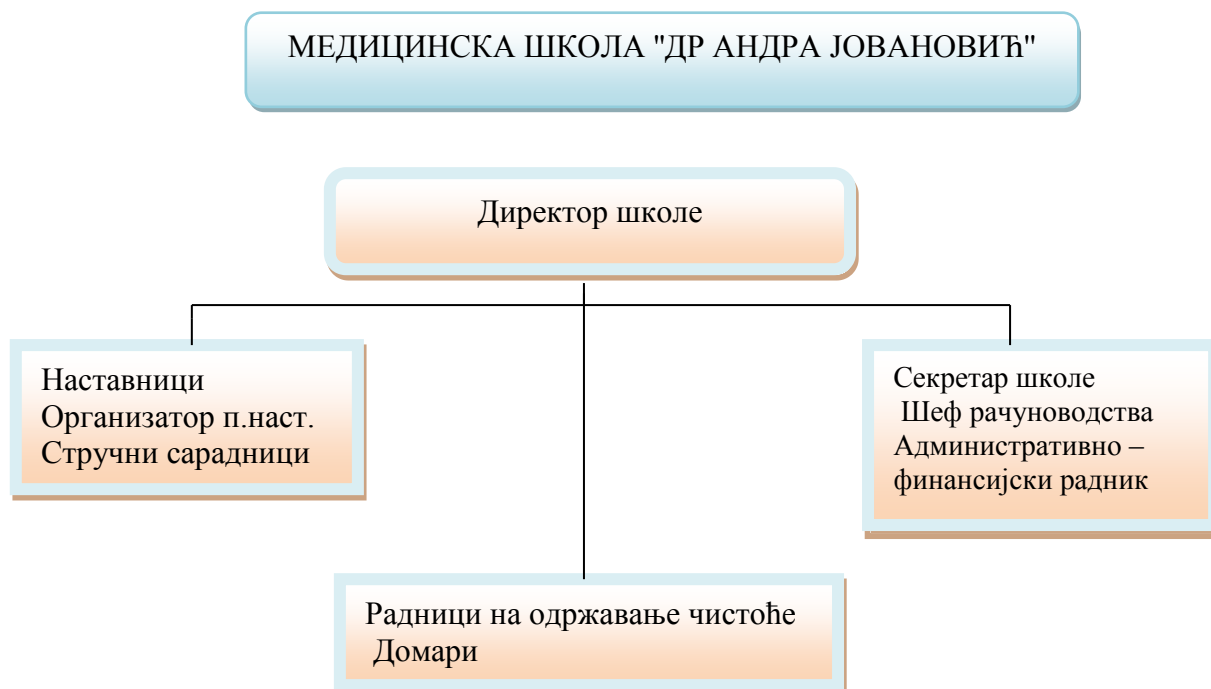 МЕДИЦИНСКА ШКОЛА "ДР АНДРА ЈОВАНОВИЋ"
Директор школе
Наставници
Организатор п.наст.
Стручни сарадници
Секретар школе
Шеф рачуноводства
Административно –
финансијски радник
Радници на одржавање чистоће
Домари